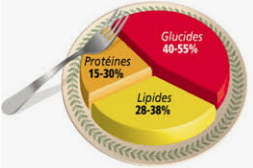 Glucides
40-55%
Protéines
15-30%
Lipides
28-38%